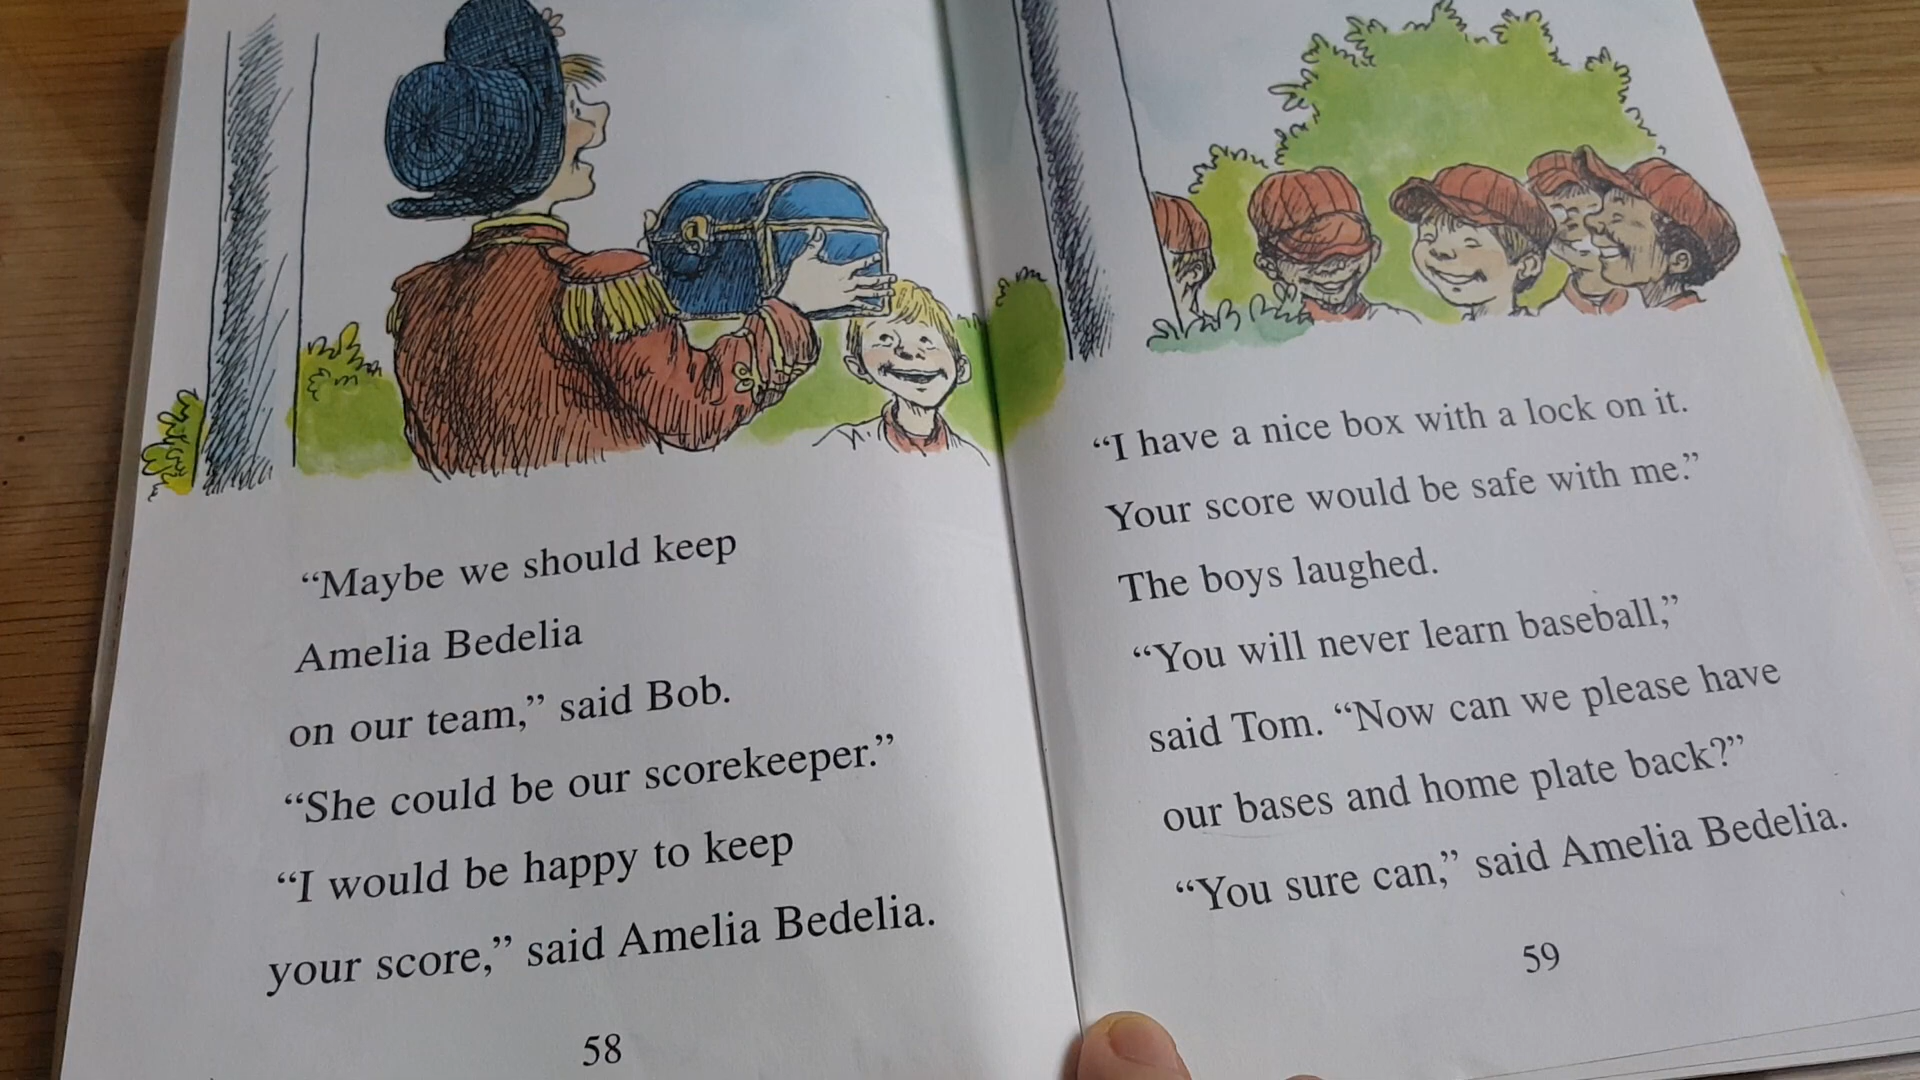 “Maybe we should keep
Amelia Bedelia
on our team,” said Bob.
“She could be our scorekeeper.”
“I would be happy to keep
your score,” said Amelia Bedelia.
58
“I have a nice box with a lock on it.
Your score would be safe with me.”
The boys laughed.
“You will never learn baseball,”
said Tom. “Now can we please have
our bases and home plate back?”
“You sure can,” said Amelia Bedelia.
59